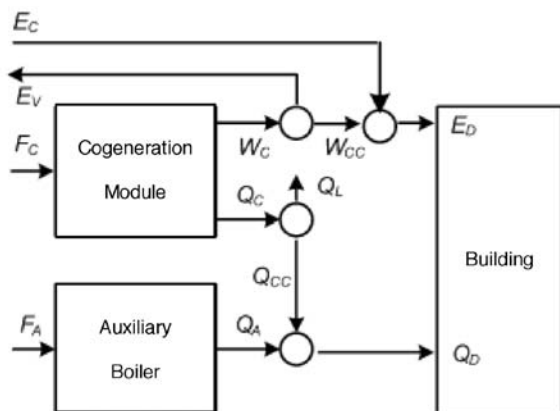 E_C
E_V
F_C
Cogeneration
Module
W_C
W_CC
E_D
Q_C
Q_L
Q_CC
Building
F_A
Auxiliary
Boiler
Q_A
Q_D